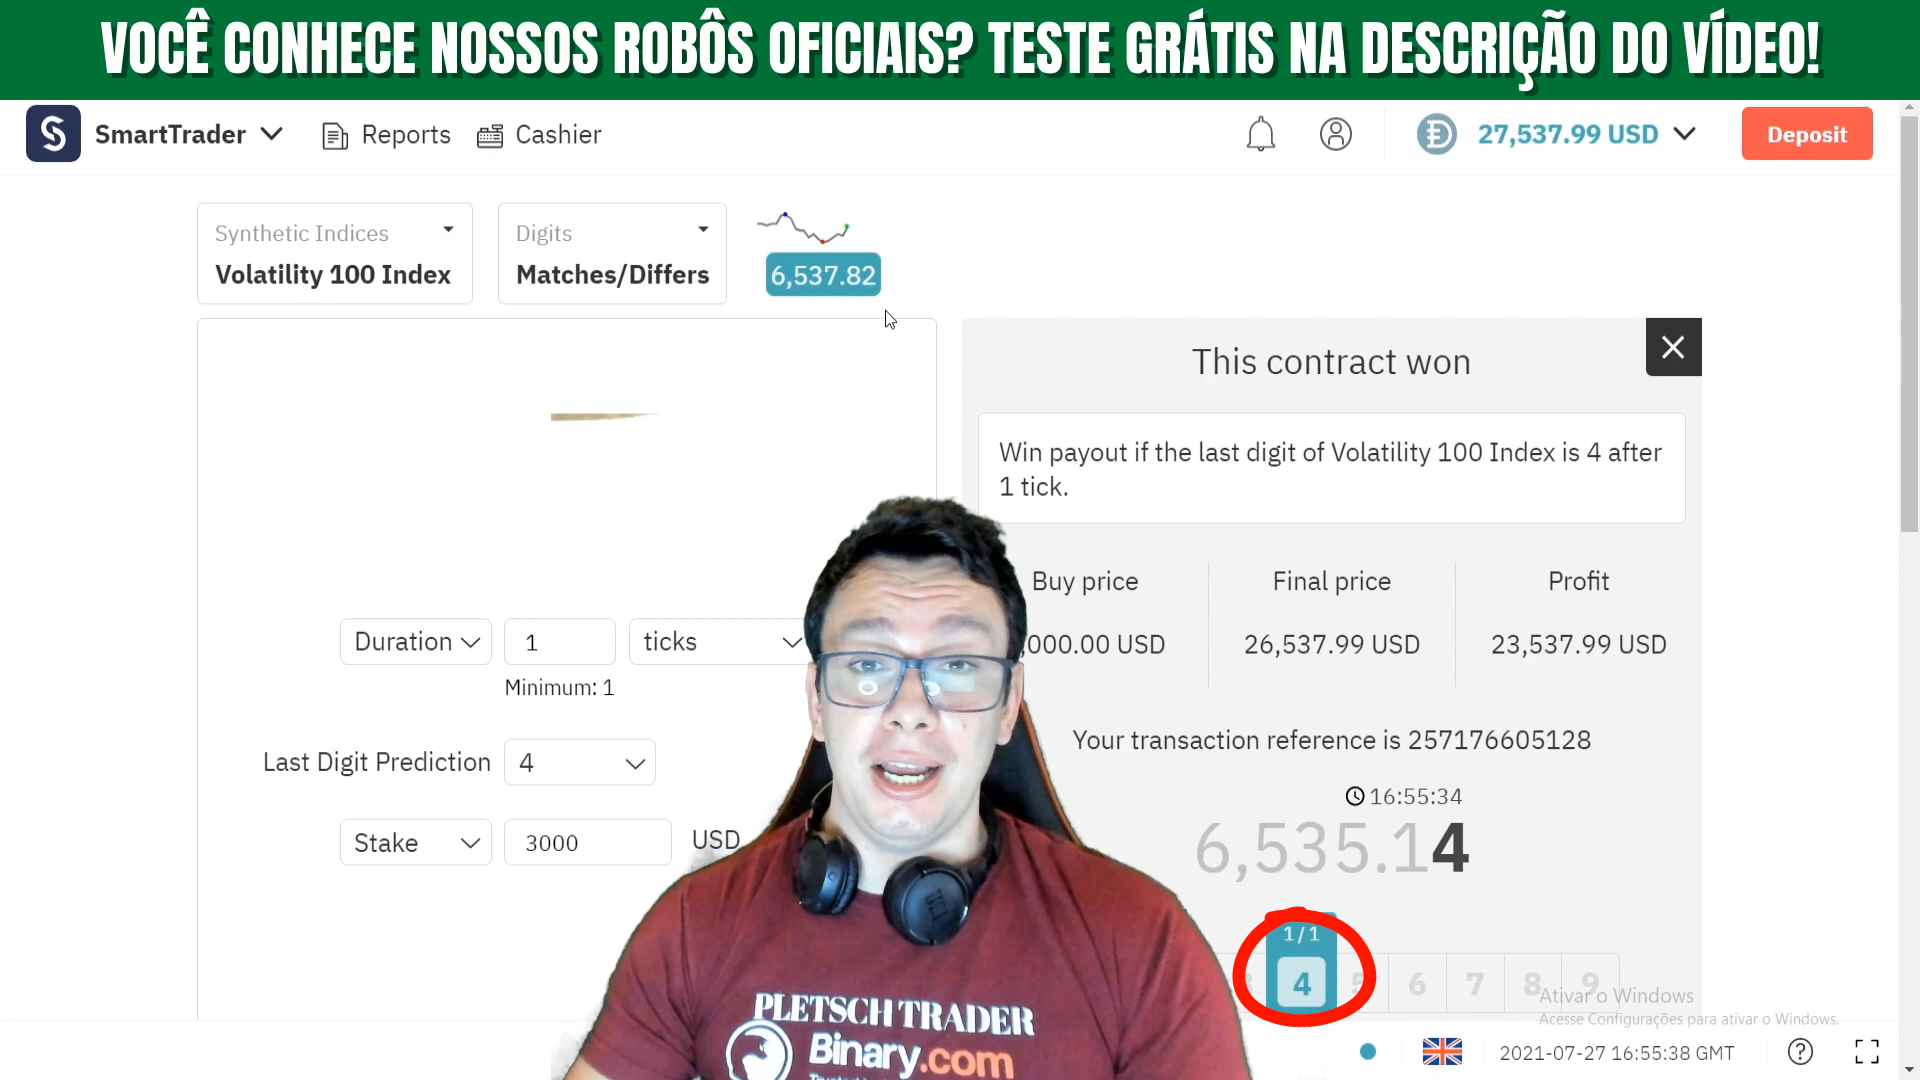 VOCÊ CONHECE NOSSOS ROBÔS OFICIAIS? TESTE GRÁTIS NA DESCRIÇÃO DO VÍDEO!
SmartTrader
Reports
Cashier
27,537.99 USD
Deposit
Synthetic Indices
Volatility 100 Index
Digits
Matches/Differs
6,537.82
This contract won
Win payout if the last digit of Volatility 100 Index is 4 after
1 tick.
Buy price
Final price
Profit
,000.00 USD
26,537.99 USD
23,537.99 USD
Duration
1
ticks
Minimum: 1
Your transaction reference is 257176605128
Last Digit Prediction
4
16:55:34
6,535.14
Stake
3000
USD
1/1
4
6
7
8
9
Ativar o Windows
Acesse Configurações para ativar o Windows.
PLETSCH TRADER
Binary.com
2021-07-27 16:55:38 GMT